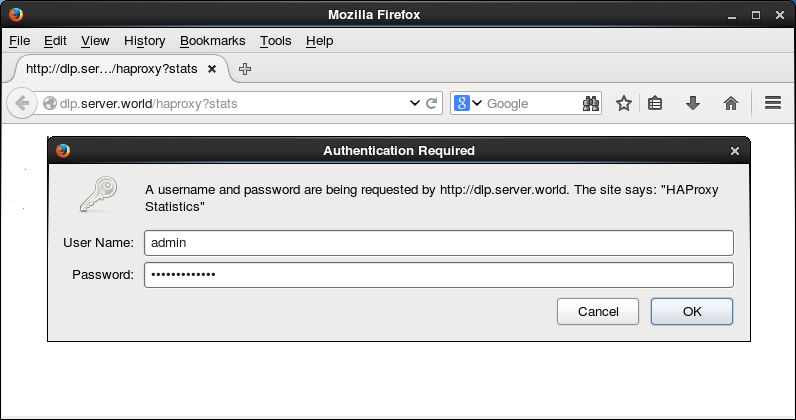 Mozilla Firefox
File Edit View History Bookmarks Tools Help
http://dlp.ser.../haproxy?stats
dlp.server.world/haproxy?stats
8 Google
Authentication Required
A username and password are being requested by http://dlp.server.world. The site says: "HAProxy
Statistics"
User Name: admin
Password: •••••••••••••
Cancel OK